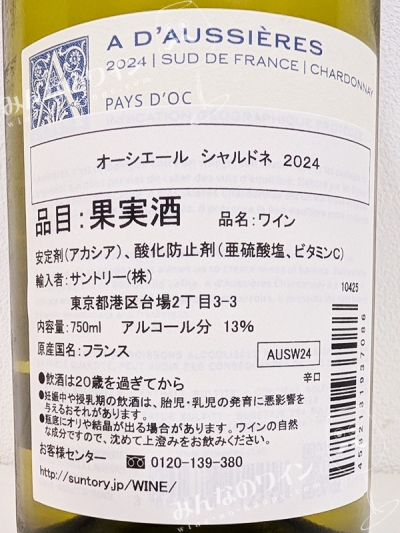 A
A D'AUSSIÈRES
2024 | SUD DE FRANCE | CHARDONNAY
PAYS D'OC
オーシエール シャルドネ 2024
品目:果実酒 品名:ワイン
安定剤(アカシア)、酸化防止剤(亜硫酸塩、ビタミンC)
輸入者:サントリー(株)
東京都港区台場2丁目3-3
内容量:750ml アルコール分 13%
原産国名:フランス
AUSW24
辛口
●飲酒は20歳を過ぎてから
●妊娠中や授乳期の飲酒は、胎児・乳児の発育に悪影響を
与えるおそれがあります。
●瓶底にオリや結晶が出る場合があります。ワインの自然
な成分ですので、沈めて上澄みをお飲みください。
お客様センター 0120-139-380
http://suntory.jp/WINE/
10425
4532131937086
みんなのワイン